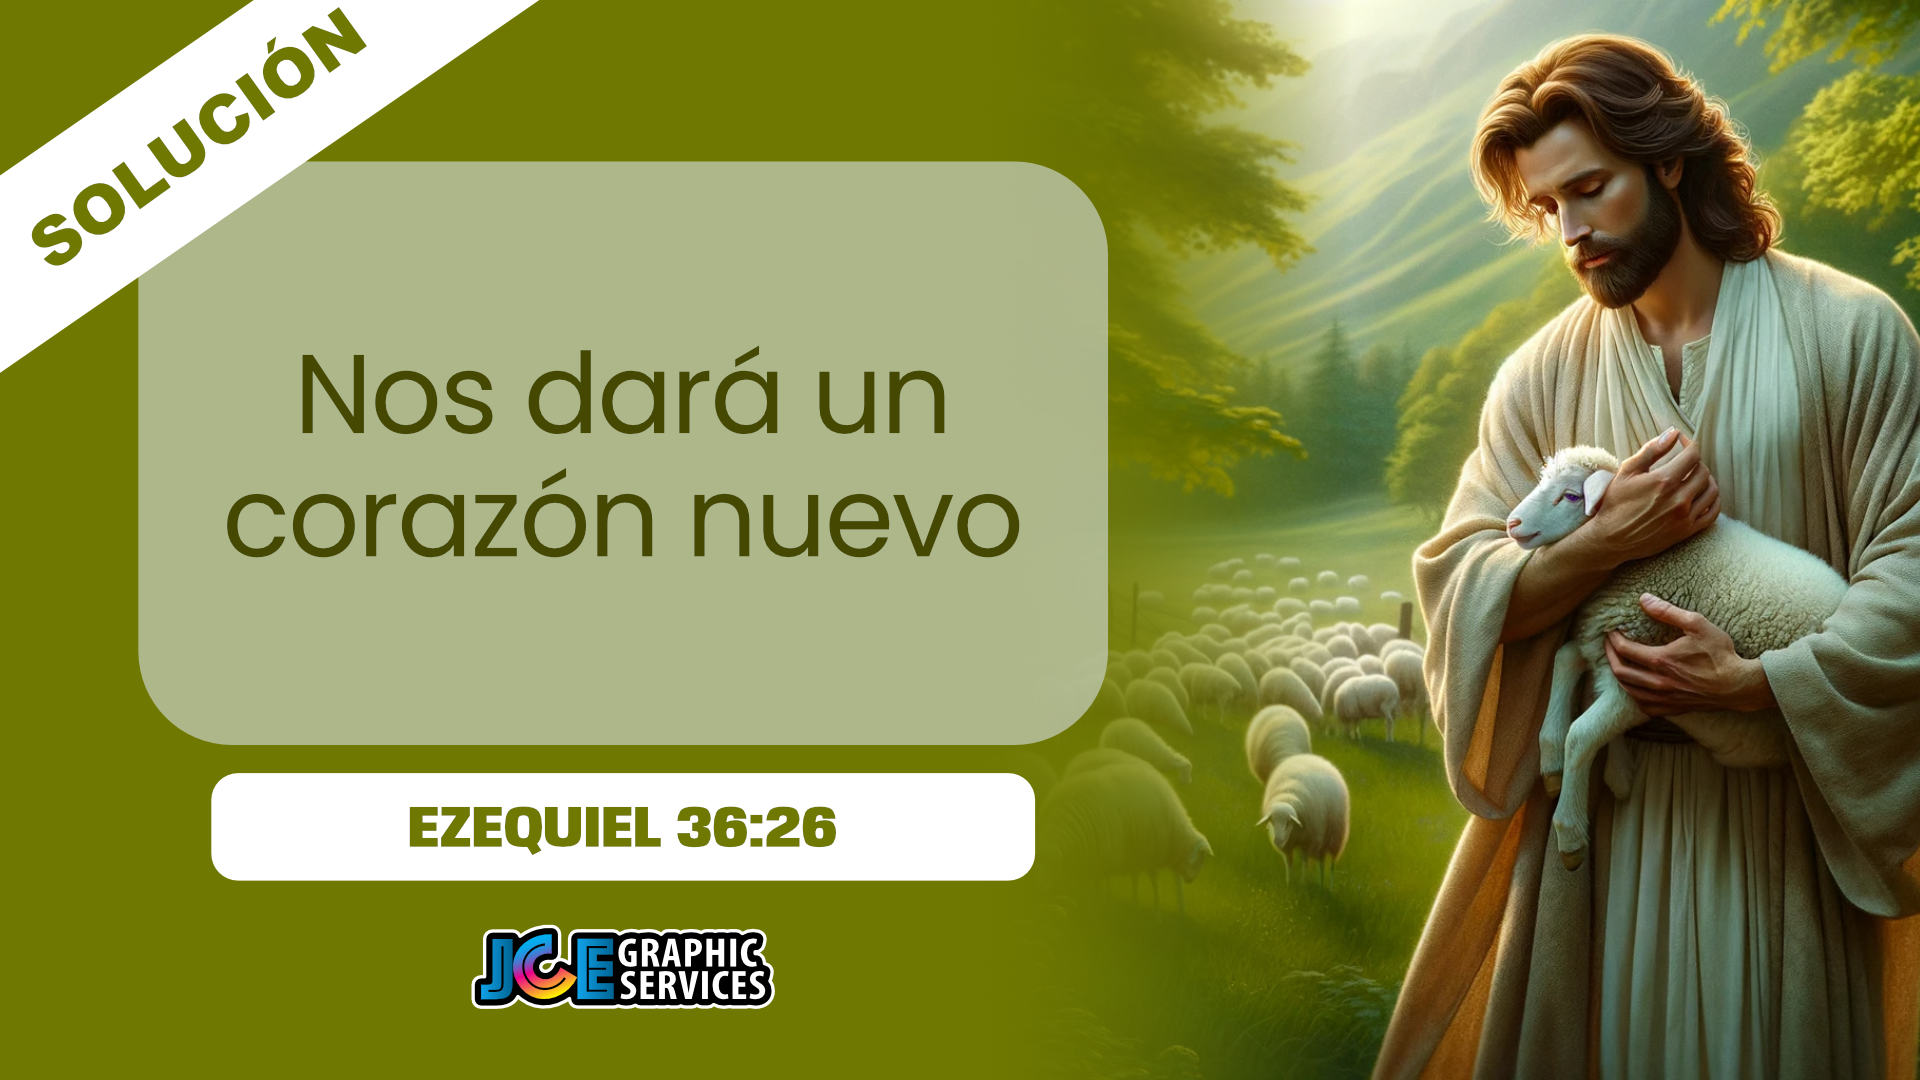 SOLUCIÓN
Nos dará un
corazón nuevo
EZEQUIEL 36:26
JCE GRAPHIC
SERVICES